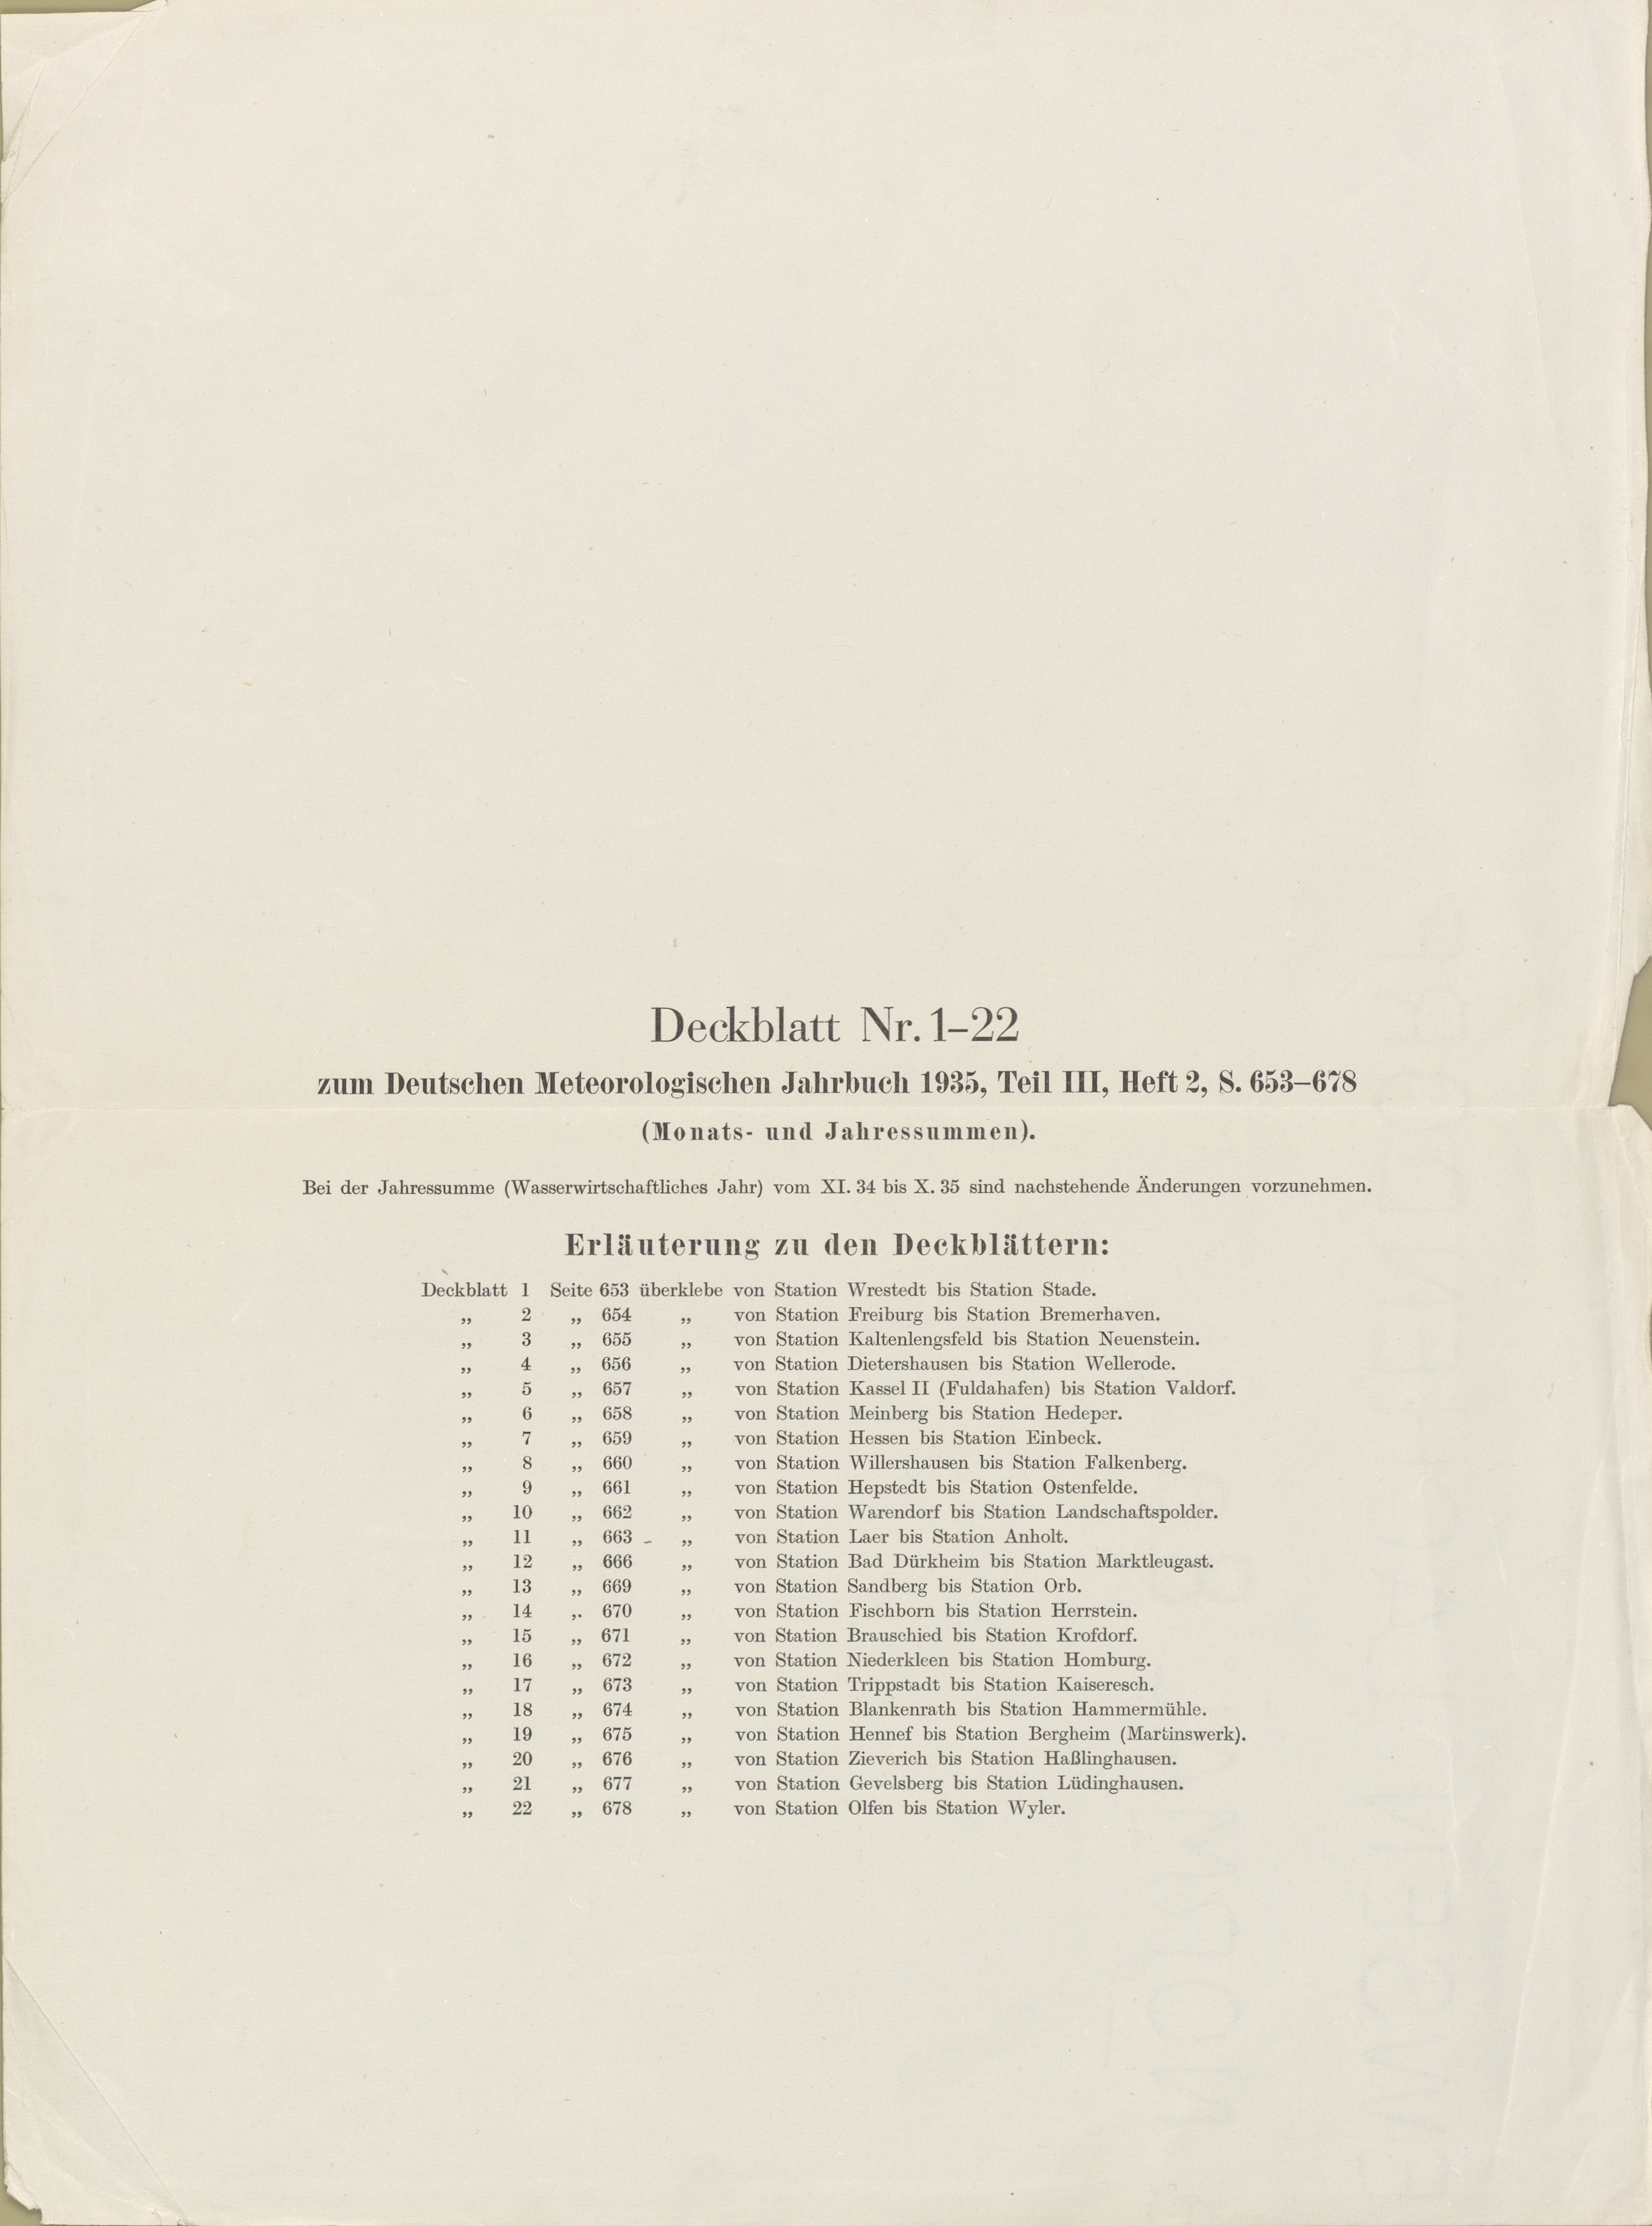 Deckblatt Nr. 1–22
zum Deutschen Meteorologischen Jahrbuch 1935, Teil III, Heft 2, S. 653–678
(Monats- und Jahressummen).
Bei der Jahressumme (Wasserwirtschaftliches Jahr) vom XI. 34 bis X. 35 sind nachstehende Änderungen vorzunehmen.
Erläuterung zu den Deckblättern:
Deckblatt 1 Seite 653 überklebe von Station Wrestedt bis Station Stade.
„ 2 „ 654 „ von Station Freiburg bis Station Bremerhaven.
„ 3 „ 655 „ von Station Kaltenlengsfeld bis Station Neuenstein.
„ 4 „ 656 „ von Station Dietershausen bis Station Wellerode.
„ 5 „ 657 „ von Station Kassel II (Fuldahafen) bis Station Valdorf.
„ 6 „ 658 „ von Station Meinberg bis Station Hedeper.
„ 7 „ 659 „ von Station Hessen bis Station Einbeck.
„ 8 „ 660 „ von Station Willershausen bis Station Falkenberg.
„ 9 „ 661 „ von Station Hepstedt bis Station Ostenfelde.
„ 10 „ 662 „ von Station Warendorf bis Station Landschaftspolder.
„ 11 „ 663 „ von Station Laer bis Station Anholt.
„ 12 „ 666 „ von Station Bad Dürkheim bis Station Marktleugast.
„ 13 „ 669 „ von Station Sandberg bis Station Orb.
„ 14 „ 670 „ von Station Fischborn bis Station Herrstein.
„ 15 „ 671 „ von Station Brauschied bis Station Krofdorf.
„ 16 „ 672 „ von Station Niederkleen bis Station Homburg.
„ 17 „ 673 „ von Station Trippstadt bis Station Kaiseresch.
„ 18 „ 674 „ von Station Blankenrath bis Station Hammermühle.
„ 19 „ 675 „ von Station Hennef bis Station Bergheim (Martinswerk).
„ 20 „ 676 „ von Station Zieverich bis Station Haßlinghausen.
„ 21 „ 677 „ von Station Gevelsberg bis Station Lüdinghausen.
„ 22 „ 678 „ von Station Olfen bis Station Wyler.